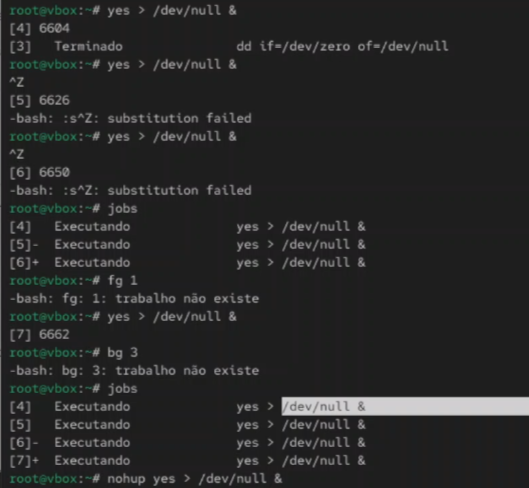 root@vbox:~# yes > /dev/null &
[4] 6604
[3]   Terminado               dd if=/dev/zero of=/dev/null
root@vbox:~# yes > /dev/null &
^Z
[5] 6626
-bash: :s^Z: substitution failed
root@vbox:~# yes > /dev/null &
^Z
[6] 6650
-bash: :s^Z: substitution failed
root@vbox:~# jobs
[4]   Executando              yes > /dev/null &
[5]-  Executando              yes > /dev/null &
[6]+  Executando              yes > /dev/null &
root@vbox:~# fg 1
-bash: fg: 1: trabalho não existe
root@vbox:~# yes > /dev/null &
[7] 6662
root@vbox:~# bg 3
-bash: bg: 3: trabalho não existe
root@vbox:~# jobs
[4]   Executando              yes > /dev/null &
[5]   Executando              yes > /dev/null &
[6]-  Executando              yes > /dev/null &
[7]+  Executando              yes > /dev/null &
root@vbox:~# nohup yes > /dev/null &